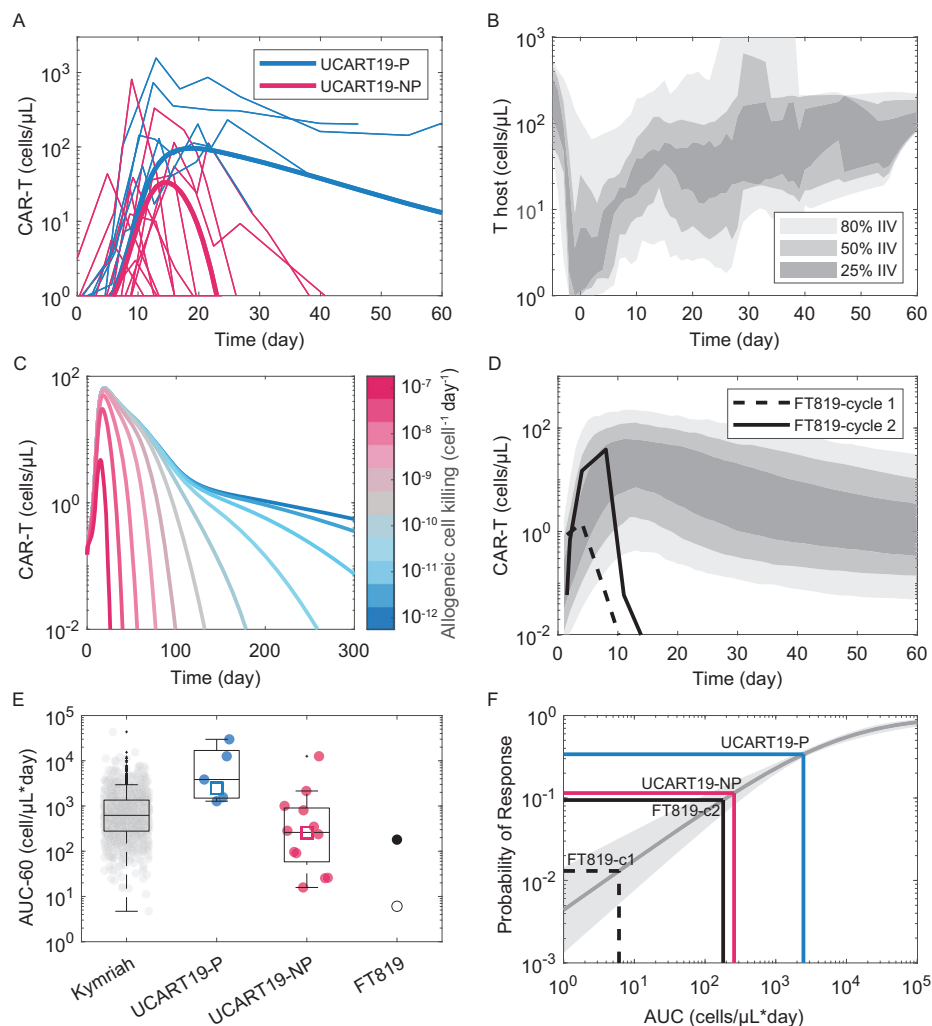 A
CAR-T (cells/μL)
10³
10²
10¹
10⁰
UCART19-P
UCART19-NP
0
10
20
30
40
50
60
Time (day)
B
T host (cells/μL)
10³
10²
10¹
10⁰
80% IIV
50% IIV
25% IIV
0
10
20
30
40
50
60
Time (day)
C
CAR-T (cells/μL)
10²
10⁰
10⁻²
0
100
200
300
Time (day)
Allogeneic cell killing (cell⁻¹ day⁻¹)
10⁻⁷
10⁻⁸
10⁻⁹
10⁻¹⁰
10⁻¹¹
10⁻¹²
D
CAR-T (cells/μL)
10²
10⁰
10⁻²
FT819-cycle 1
FT819-cycle 2
0
10
20
30
40
50
60
Time (day)
E
AUC-60 (cell/μL*day)
10⁵
10⁴
10³
10²
10¹
10⁰
Kymriah
UCART19-P
UCART19-NP
FT819
F
Probability of Response
10⁰
10⁻¹
10⁻²
10⁻³
UCART19-P
UCART19-NP
FT819-c2
FT819-c1
10⁰
10¹
10²
10³
10⁴
10⁵
AUC (cells/μL*day)